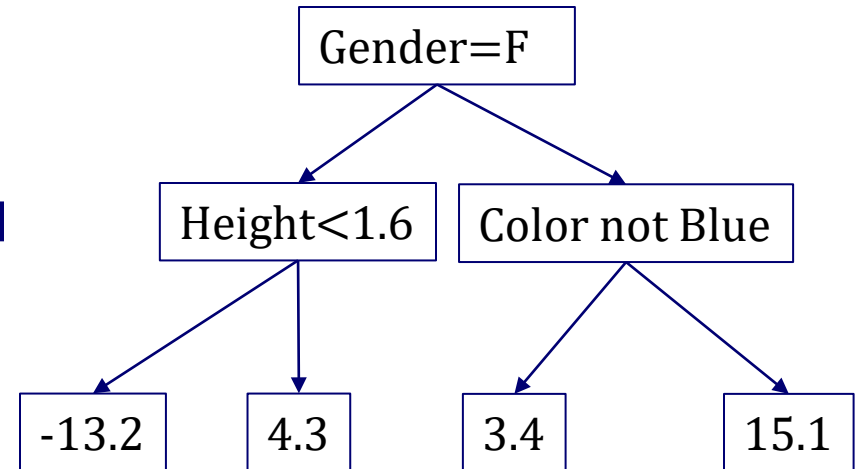 Gender=F
Height<1.6
Color not Blue
-13.2
4.3
3.4
15.1